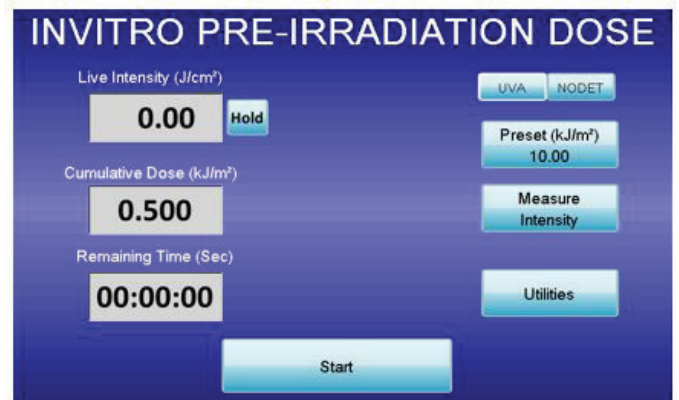 INVITRO PRE-IRRADIATION DOSE
Live Intensity (J/cm²)
0.00
Hold
UVA
NODET
Preset (kJ/m²)
10.00
Cumulative Dose (kJ/m²)
0.500
Measure
Intensity
Remaining Time (Sec)
00:00:00
Utilities
Start